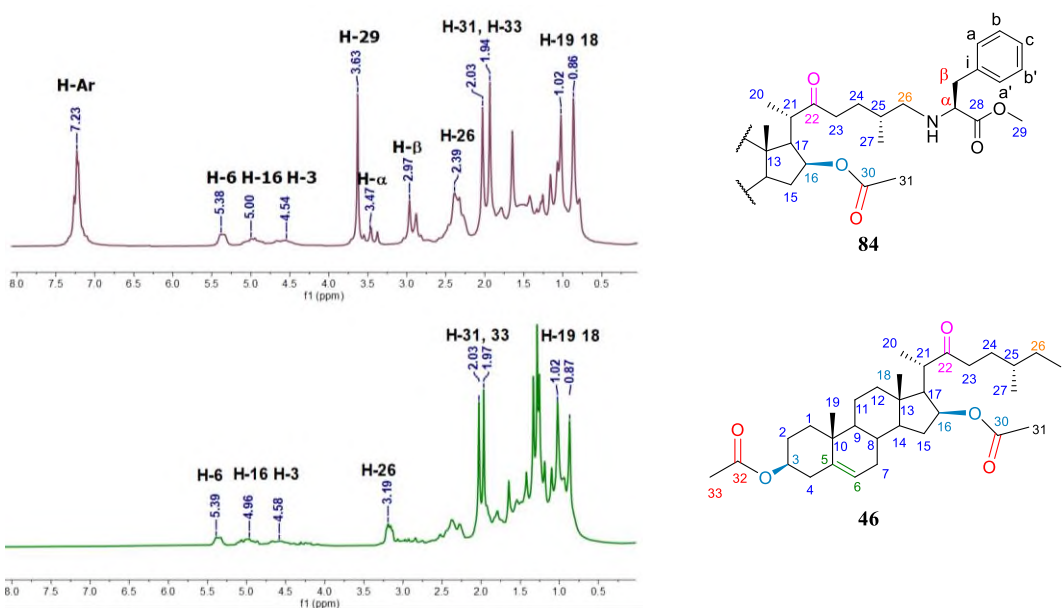 H-Ar
7.23
H-6 H-16 H-3
5.38
5.00
4.54
H-29
3.63
H-α
3.47
H-β
2.97
H-26
2.39
H-31, H-33
2.03
1.94
H-19 18
1.02
0.86
8.0 7.5 7.0 6.5 6.0 5.5 5.0 4.5 4.0 3.5 3.0 2.5 2.0 1.5 1.0 0.5
f1 (ppm)
20
21
O
22
23
24
25
26
27
N
H
α
β
i
a
b
c
b'
a'
28
O
O
29
13
17
16
15
O
30
O
31
84
H-6 H-16 H-3
5.39
4.96
4.58
H-26
3.19
H-31, 33
2.03
1.97
H-19 18
1.02
0.87
8.0 7.5 7.0 6.5 6.0 5.5 5.0 4.5 4.0 3.5 3.0 2.5 2.0 1.5 1.0 0.5
f1 (ppm)
20
21
O
22
23
24
25
26
27
18
12
17
19
11
13
16
O
30
O
31
1
2
9
14
15
10
8
O
3
5
7
32
O
33
4
6
46